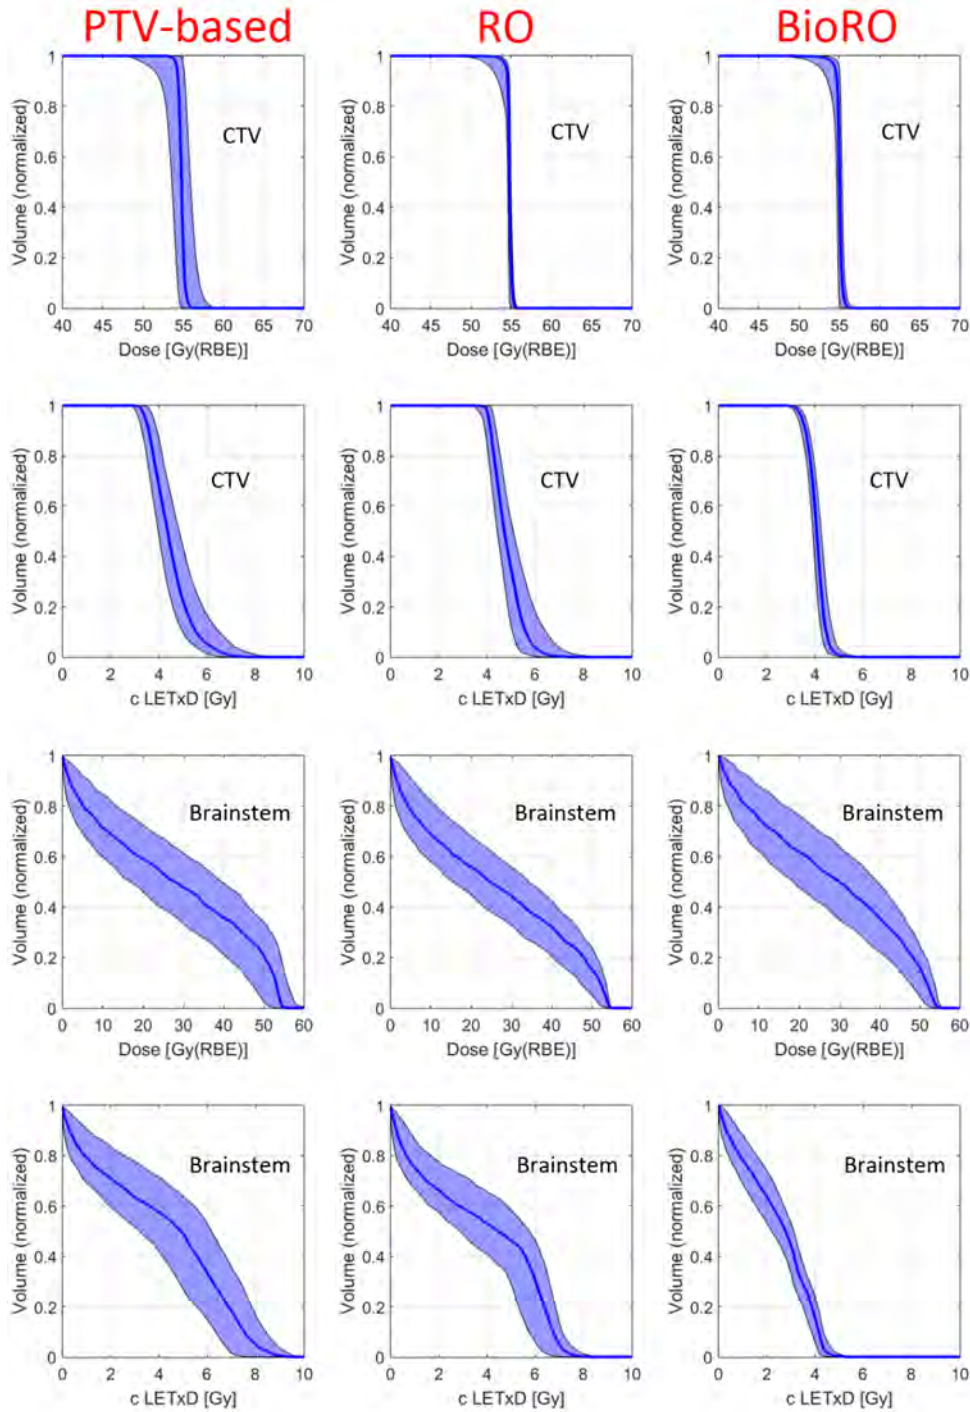 PTV-based RO BioRO
1 1 1
0.8 0.8 0.8
CTV CTV CTV
0.6 0.6 0.6
Volume (normalized) Volume (normalized) Volume (normalized)
0.4 0.4 0.4
0.2 0.2 0.2
0 0 0
40 45 50 55 60 65 70 40 45 50 55 60 65 70 40 45 50 55 60 65 70
Dose [Gy(RBE)] Dose [Gy(RBE)] Dose [Gy(RBE)]
1 1 1
0.8 0.8 0.8
CTV CTV CTV
0.6 0.6 0.6
Volume (normalized) Volume (normalized) Volume (normalized)
0.4 0.4 0.4
0.2 0.2 0.2
0 0 0
0 2 4 6 8 10 0 2 4 6 8 10 0 2 4 6 8 10
c LETxD [Gy] c LETxD [Gy] c LETxD [Gy]
1 1 1
0.8 0.8 0.8
Brainstem Brainstem Brainstem
0.6 0.6 0.6
Volume (normalized) Volume (normalized) Volume (normalized)
0.4 0.4 0.4
0.2 0.2 0.2
0 0 0
0 10 20 30 40 50 60 0 10 20 30 40 50 60 0 10 20 30 40 50 60
Dose [Gy(RBE)] Dose [Gy(RBE)] Dose [Gy(RBE)]
1 1 1
0.8 0.8 0.8
Brainstem Brainstem Brainstem
0.6 0.6 0.6
Volume (normalized) Volume (normalized) Volume (normalized)
0.4 0.4 0.4
0.2 0.2 0.2
0 0 0
0 2 4 6 8 10 0 2 4 6 8 10 0 2 4 6 8 10
c LETxD [Gy] c LETxD [Gy] c LETxD [Gy]